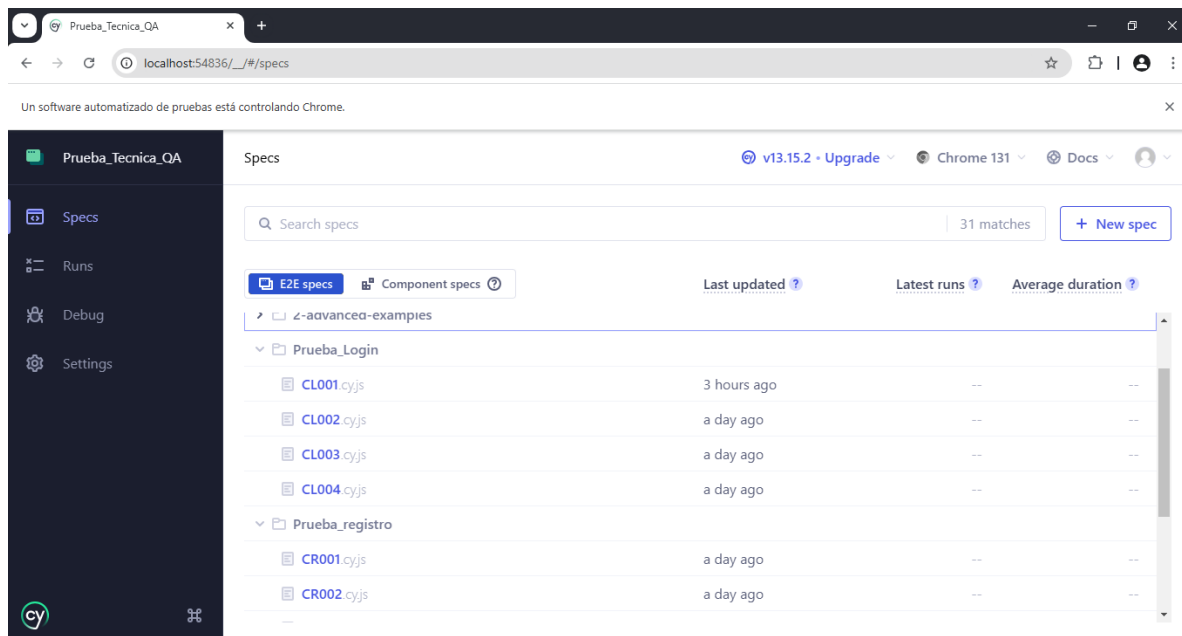 Prueba_Tecnica_QA
localhost:54836/__/#/specs
Un software automatizado de pruebas está controlando Chrome.
Prueba_Tecnica_QA
Specs
v13.15.2 • Upgrade
Chrome 131
Docs
Specs
Search specs
31 matches
+ New spec
Runs
E2E specs
Component specs ?
Last updated ?
Latest runs ?
Average duration ?
Debug
2-advanced-examples
Prueba_Login
Settings
CL001.cy.js 3 hours ago -- --
CL002.cy.js a day ago -- --
CL003.cy.js a day ago -- --
CL004.cy.js a day ago -- --
Prueba_registro
CR001.cy.js a day ago -- --
CR002.cy.js a day ago -- --
cy